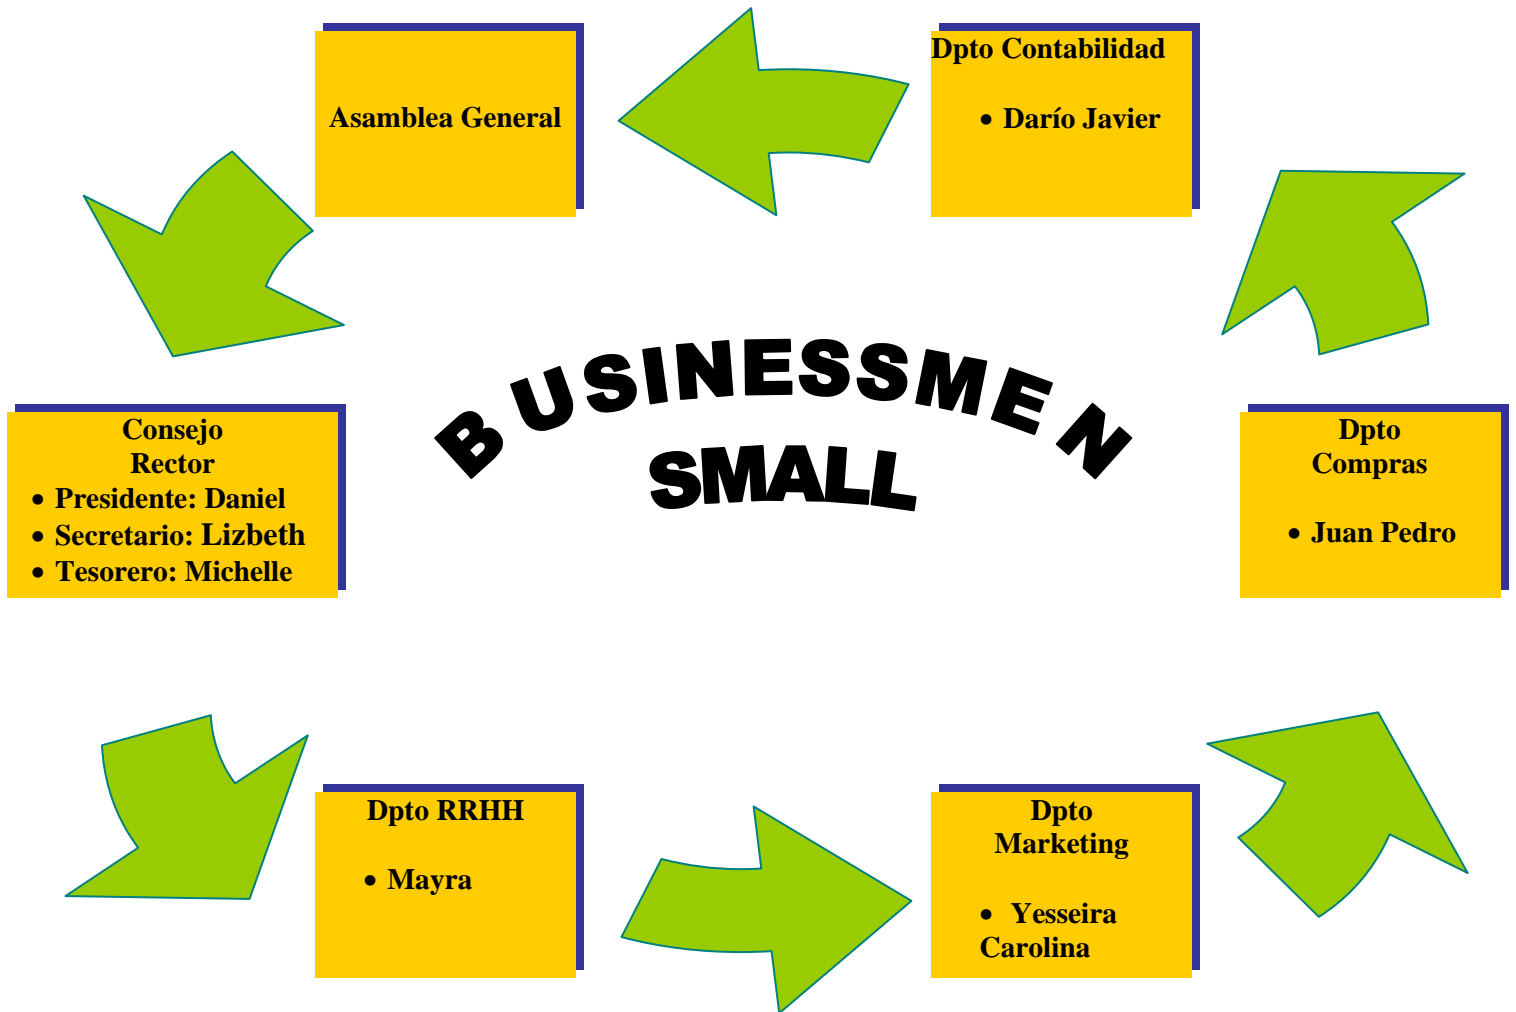 Asamblea General
Dpto Contabilidad
• Darío Javier
BUSINESSMEN
SMALL
Consejo
Rector
• Presidente: Daniel
• Secretario: Lizbeth
• Tesorero: Michelle
Dpto
Compras
• Juan Pedro
Dpto RRHH
• Mayra
Dpto
Marketing
• Yesseira
Carolina